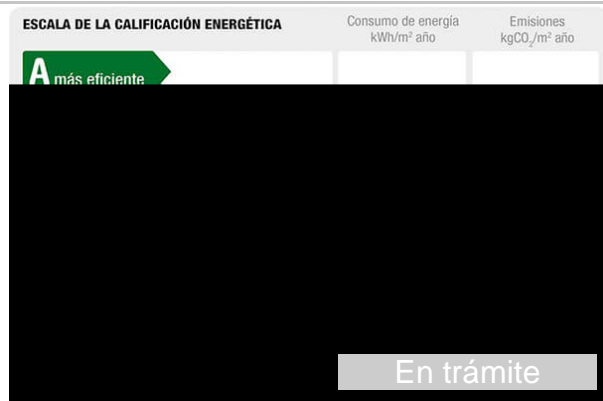 ESCALA DE LA CALIFICACIÓN ENERGÉTICA
Consumo de energía
kWh/m² año
Emisiones
kgCO₂/m² año
A más eficiente
En trámite